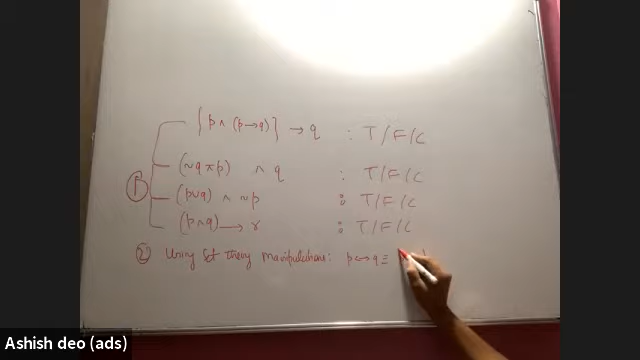 ① { p ∧ (p→q) } → q : T/F/C
(~q ∧ p) ∧ q : T/F/C
(p∨q) ∧ ~p : T/F/C
(p∧q) → r : T/F/C
② Using Set Theory Manipulations: p↔q ≡
Ashish deo (ads)